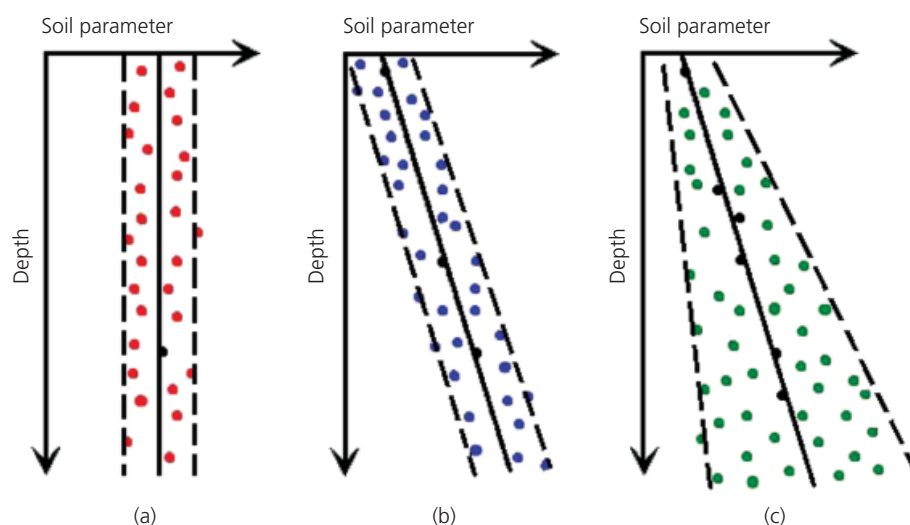 Soil parameter
Depth
(a)
Soil parameter
Depth
(b)
Soil parameter
Depth
(c)